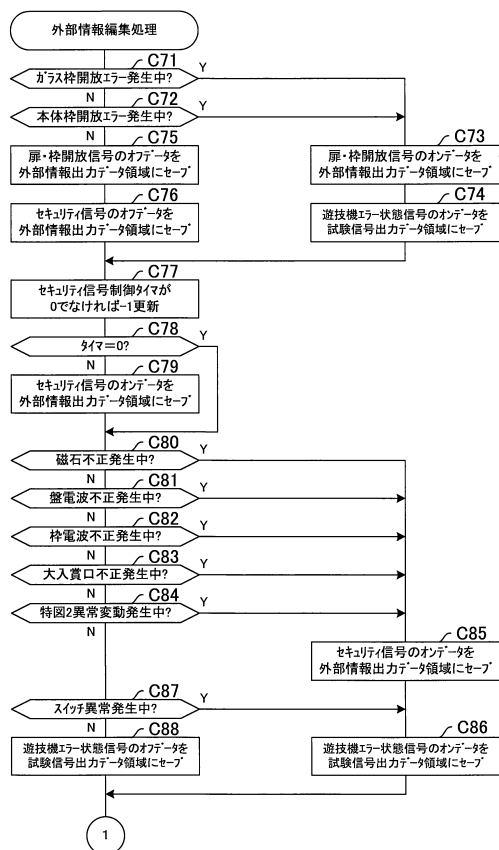 外部情報編集処理
C71
ガラス枠開放エラー発生中?
Y
N
C72
本体枠開放エラー発生中?
Y
N
C75
扉・枠開放信号のオフデータを
外部情報出力データ領域にセーブ
C73
扉・枠開放信号のオンデータを
外部情報出力データ領域にセーブ
C76
セキュリティ信号のオフデータを
外部情報出力データ領域にセーブ
C74
遊技機エラー状態信号のオンデータを
試験信号出力データ領域にセーブ
C77
セキュリティ信号制御タイマが
0でなければ-1更新
C78
タイマ=0?
Y
N
C79
セキュリティ信号のオンデータを
外部情報出力データ領域にセーブ
C80
磁石不正発生中?
Y
N
C81
盤電波不正発生中?
Y
N
C82
枠電波不正発生中?
Y
N
C83
大入賞口不正発生中?
Y
N
C84
特図2異常変動発生中?
Y
N
C85
セキュリティ信号のオンデータを
外部情報出力データ領域にセーブ
C87
スイッチ異常発生中?
Y
N
C88
遊技機エラー状態信号のオフデータを
試験信号出力データ領域にセーブ
C86
遊技機エラー状態信号のオンデータを
試験信号出力データ領域にセーブ
1